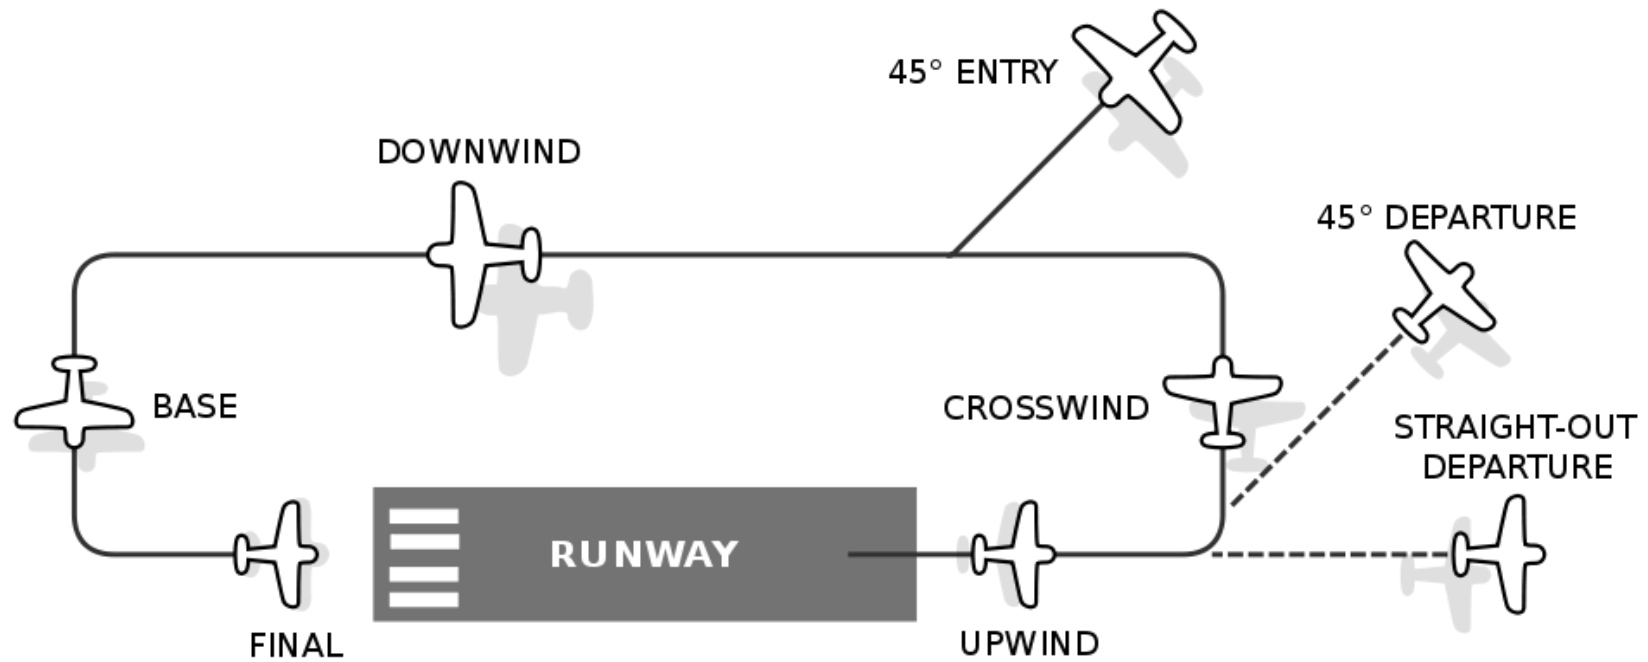 45° ENTRY
DOWNWIND
45° DEPARTURE
BASE
CROSSWIND
STRAIGHT-OUT
DEPARTURE
RUNWAY
FINAL
UPWIND